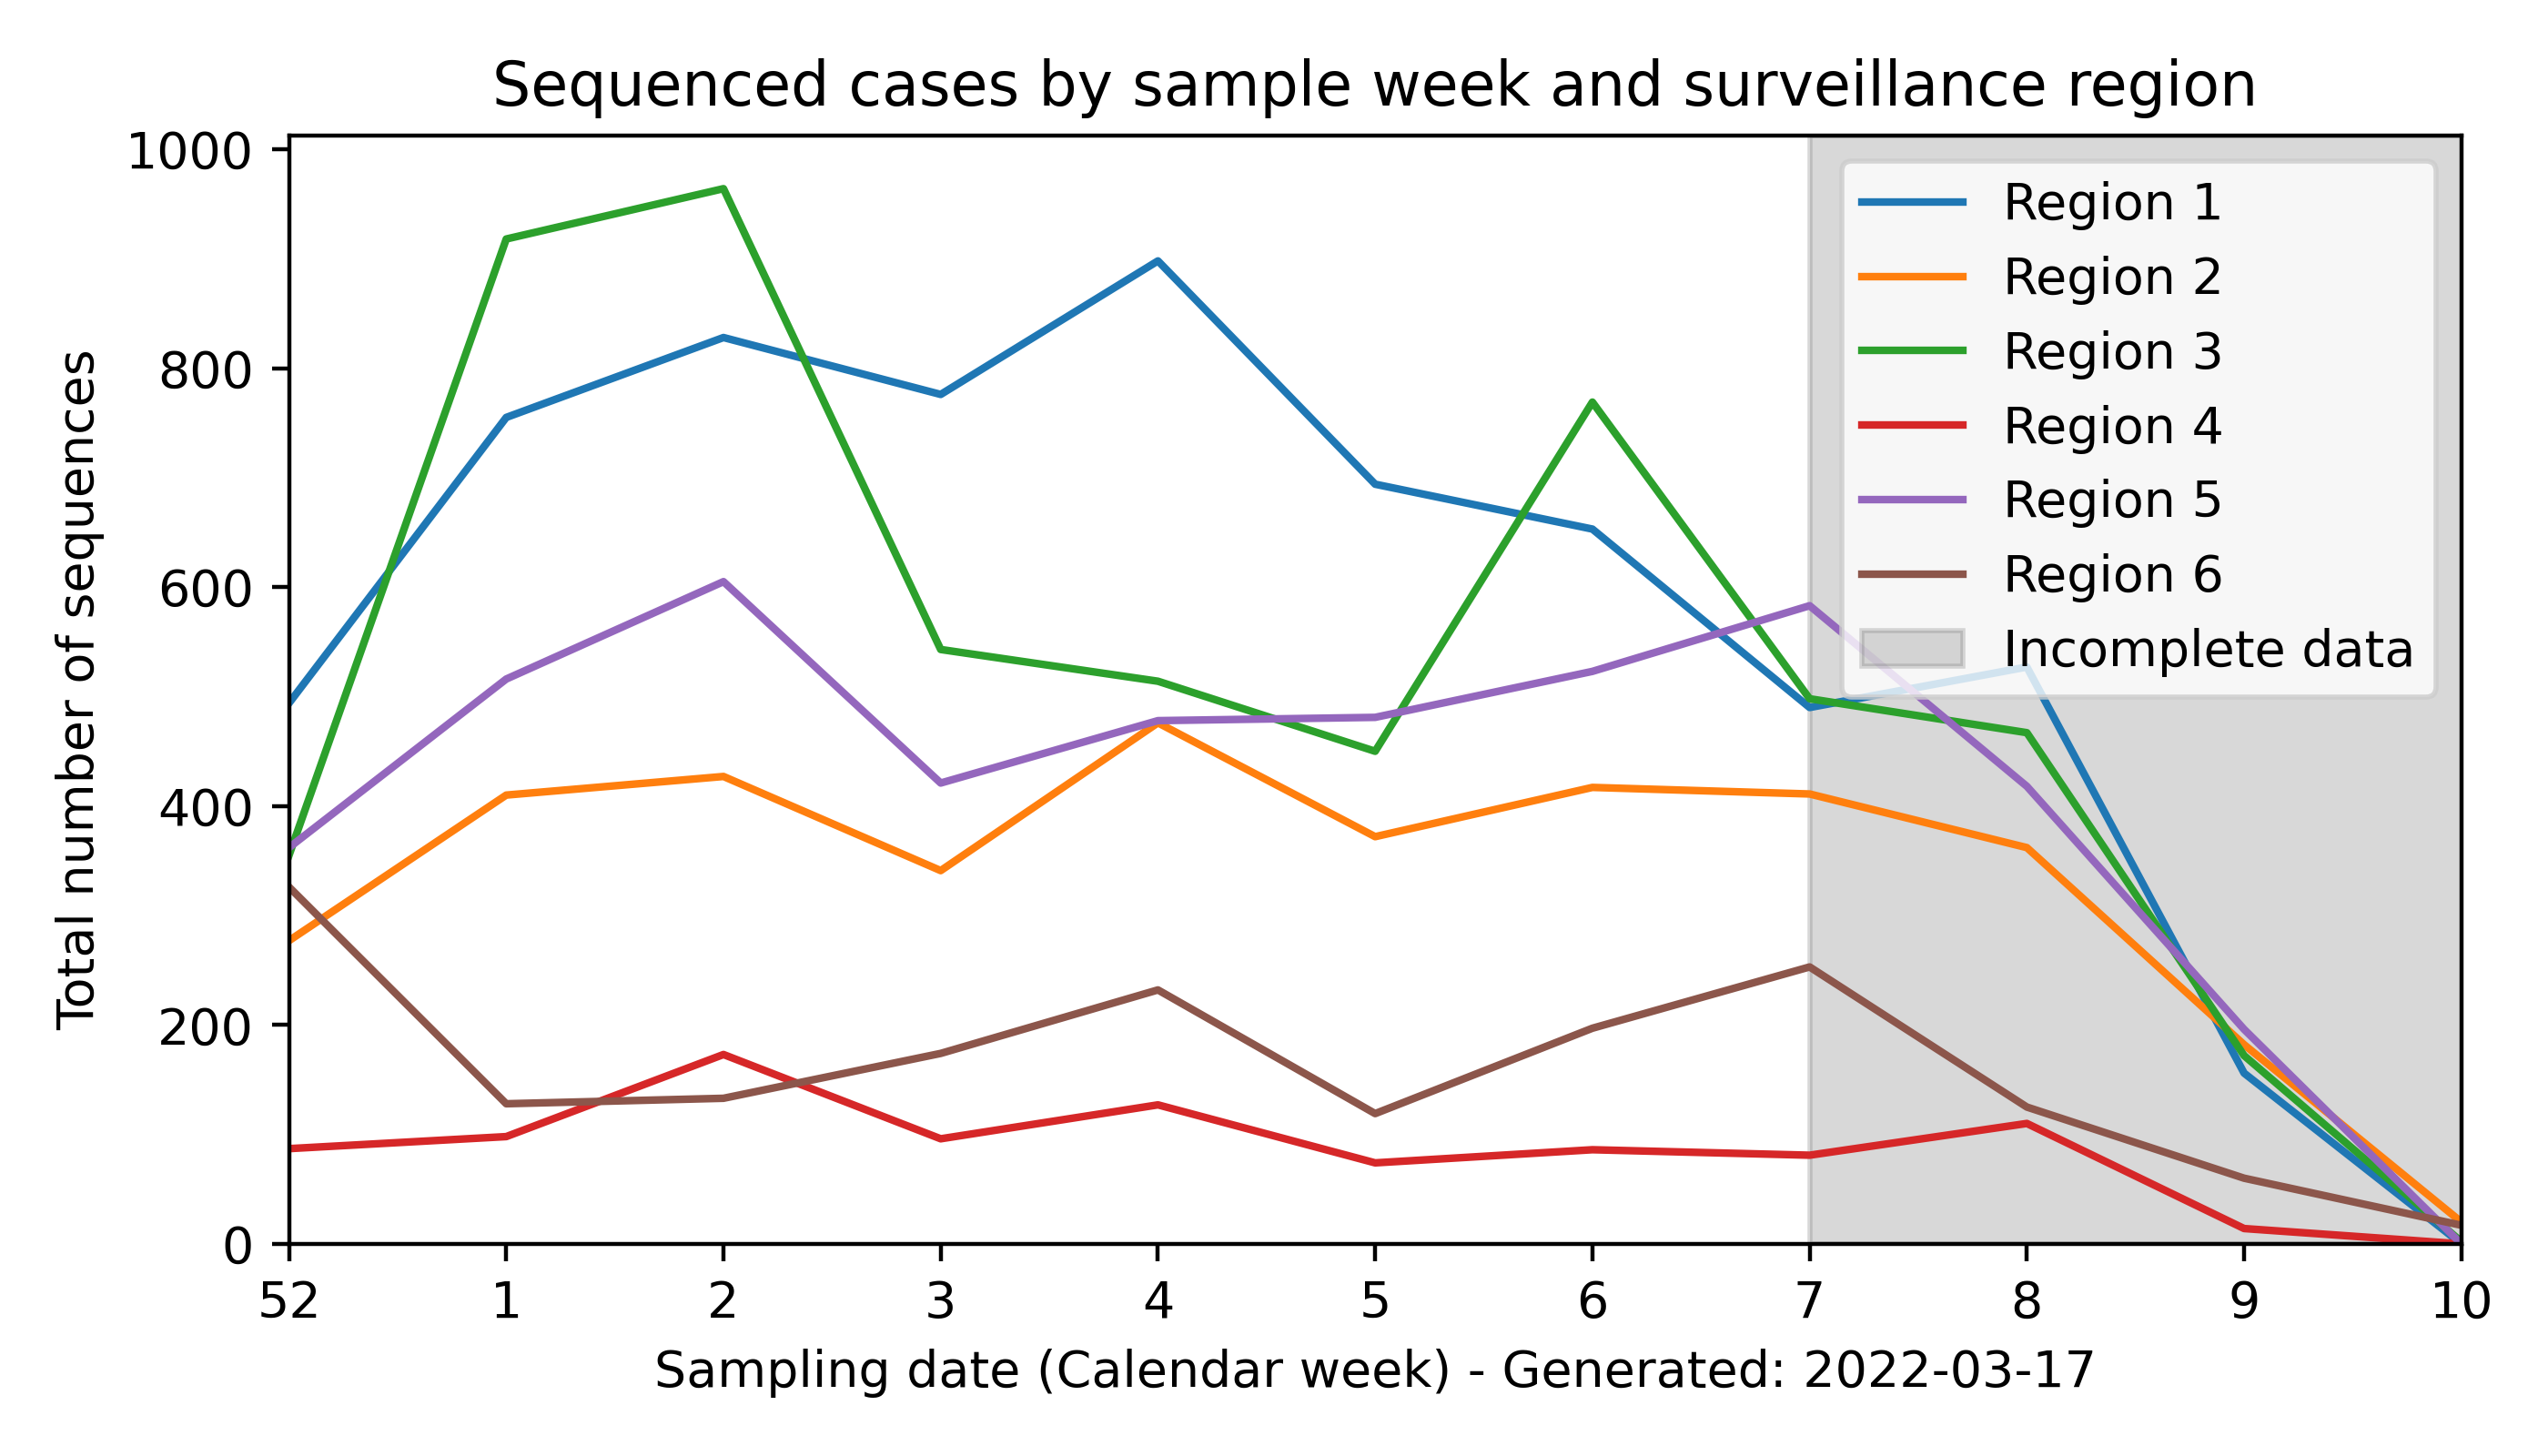 Sequenced cases by sample week and surveillance region
Total number of sequences
1000
800
600
400
200
0
52 1 2 3 4 5 6 7 8 9 10
Sampling date (Calendar week) - Generated: 2022-03-17
Region 1
Region 2
Region 3
Region 4
Region 5
Region 6
Incomplete data